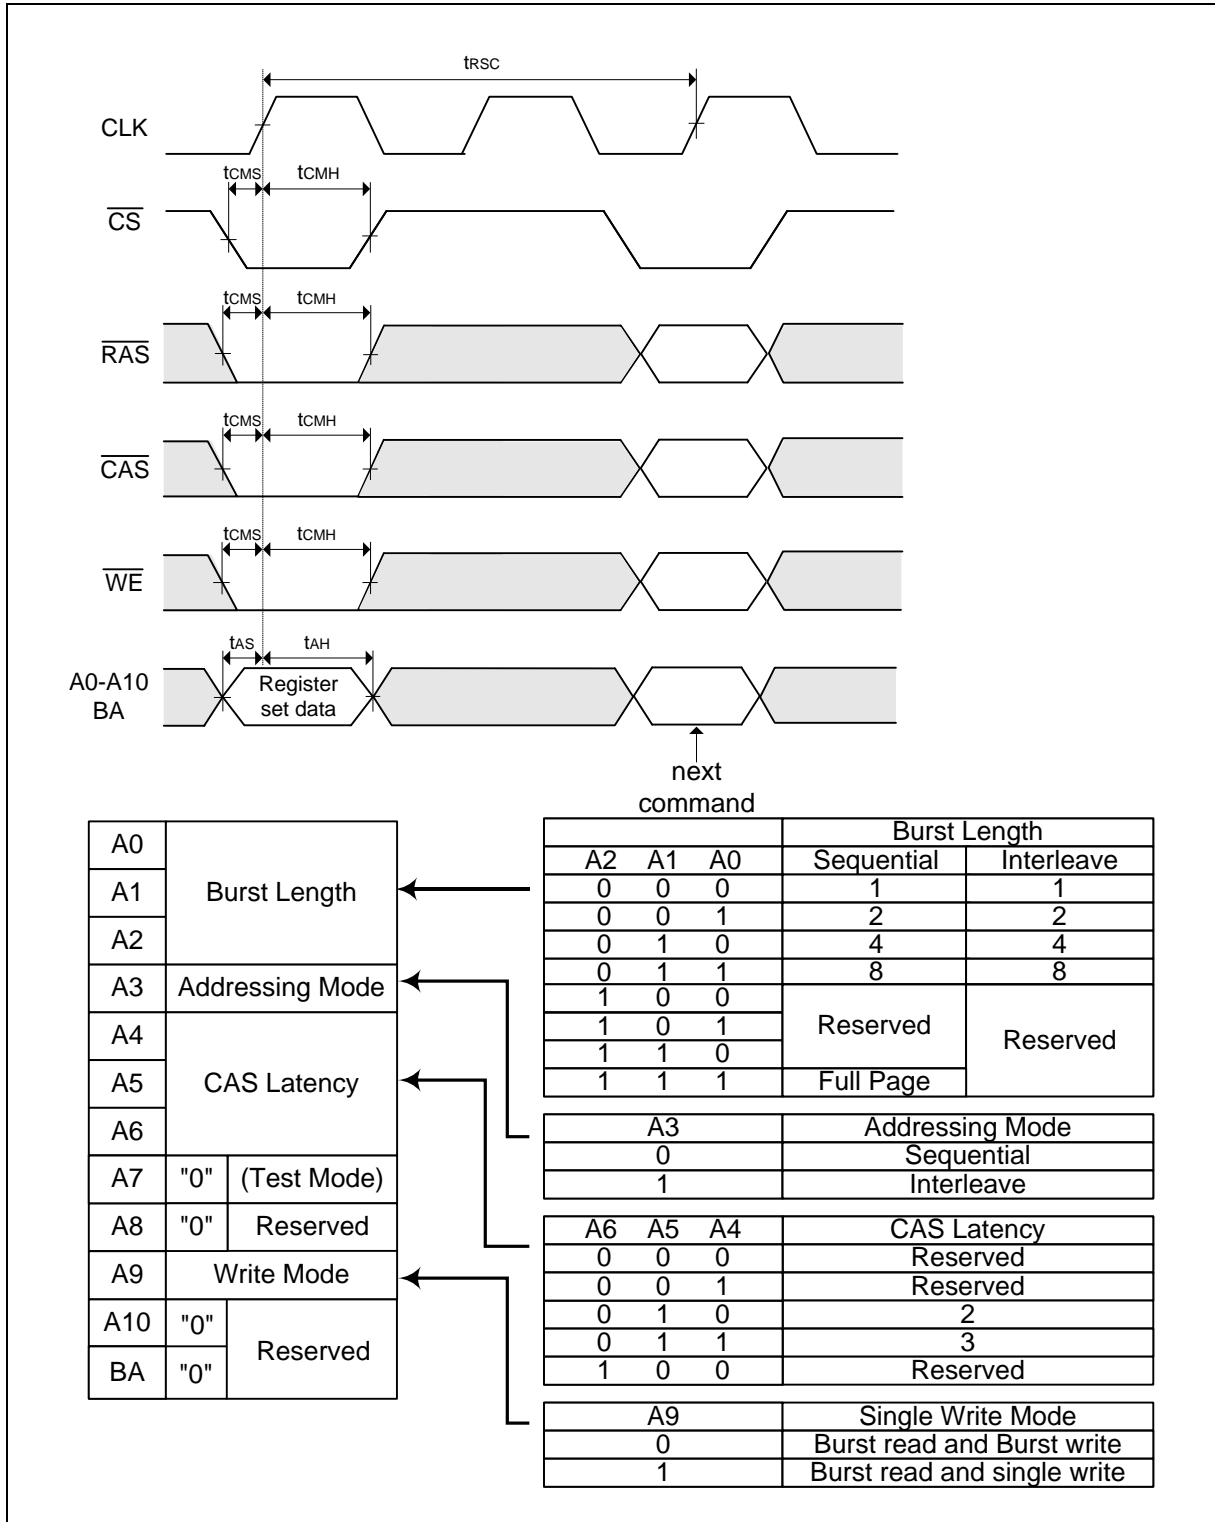 tRSC
CLK
tCMS tCMH
CS
tCMS tCMH
RAS
tCMS tCMH
CAS
tCMS tCMH
WE
tAS tAH
A0-A10
BA
Register
set data
next
command
A0
A1 Burst Length
A2
A3 Addressing Mode
A4
A5 CAS Latency
A6
A7 "0" (Test Mode)
A8 "0" Reserved
A9 Write Mode
A10 "0"
Reserved
BA "0"
Burst Length
A2 A1 A0 Sequential Interleave
0 0 0 1 1
0 0 1 2 2
0 1 0 4 4
0 1 1 8 8
1 0 0
1 0 1 Reserved
Reserved
1 1 0
1 1 1 Full Page
A3 Addressing Mode
0 Sequential
1 Interleave
A6 A5 A4 CAS Latency
0 0 0 Reserved
0 0 1 Reserved
0 1 0 2
0 1 1 3
1 0 0 Reserved
A9 Single Write Mode
0 Burst read and Burst write
1 Burst read and single write